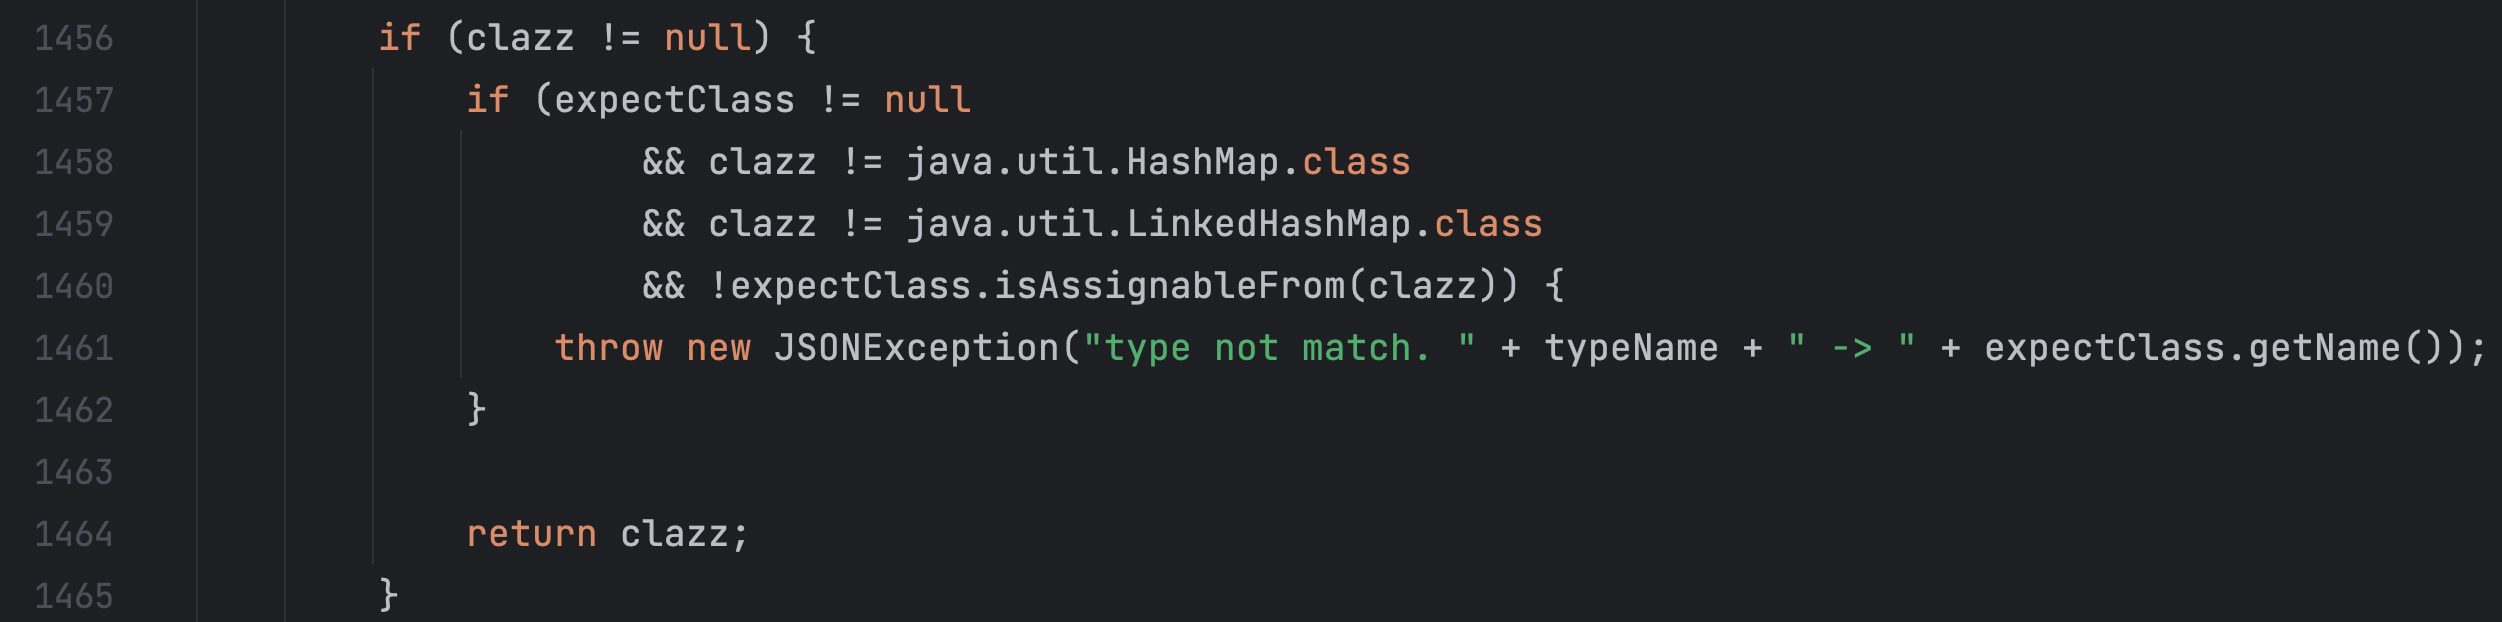 1456 if (clazz != null) {
1457 if (expectClass != null
1458 && clazz != java.util.HashMap.class
1459 && clazz != java.util.LinkedHashMap.class
1460 && !expectClass.isAssignableFrom(clazz)) {
1461 throw new JSONException("type not match. " + typeName + " -> " + expectClass.getName());
1462 }
1463
1464 return clazz;
1465 }